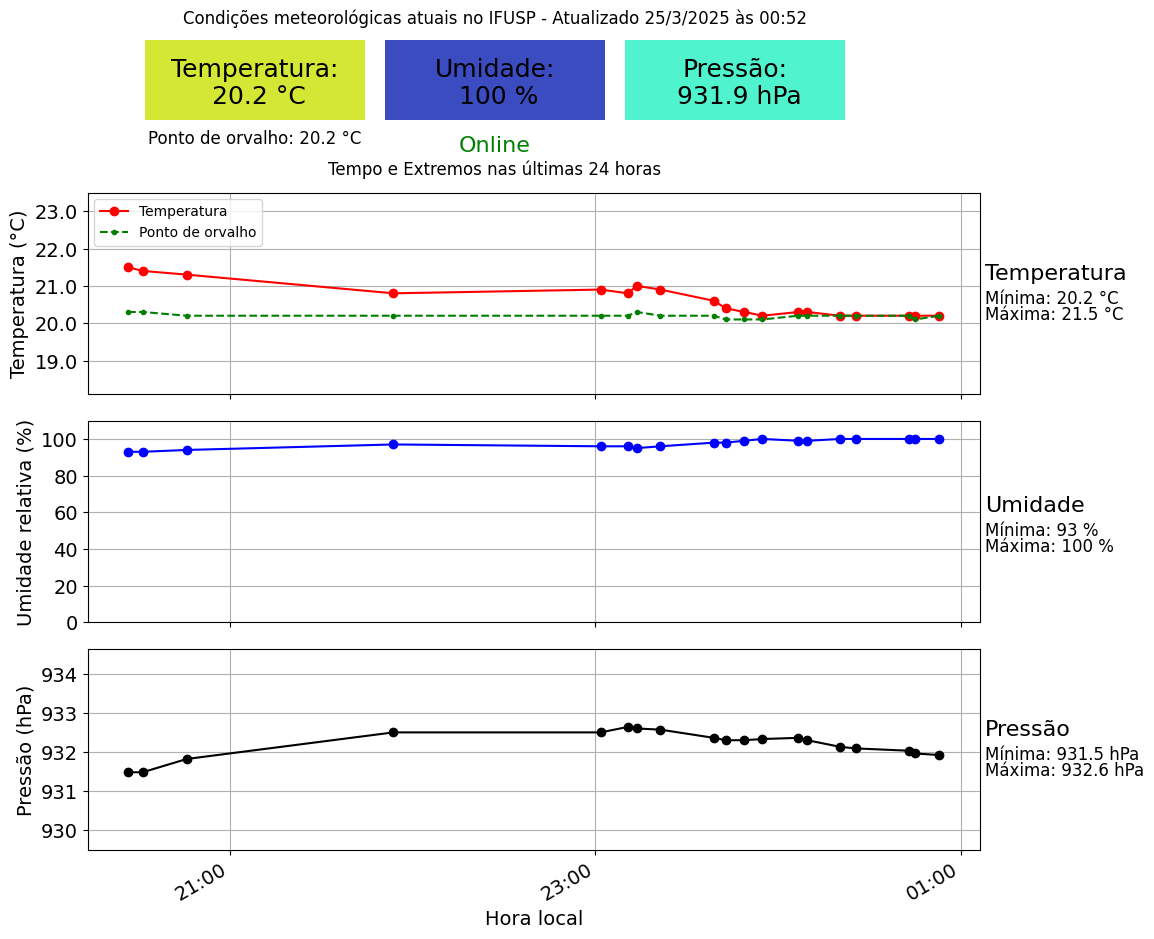 Condições meteorológicas atuais no IFUSP - Atualizado 25/3/2025 às 00:52
Temperatura:
20.2 °C
Umidade:
100 %
Pressão:
931.9 hPa
Ponto de orvalho: 20.2 °C
Online
Tempo e Extremos nas últimas 24 horas
Temperatura (°C)
23.0
22.0
21.0
20.0
19.0
Temperatura
Ponto de orvalho
Temperatura
Mínima: 20.2 °C
Máxima: 21.5 °C
Umidade relativa (%)
100
80
60
40
20
0
Umidade
Mínima: 93 %
Máxima: 100 %
Pressão (hPa)
934
933
932
931
930
Pressão
Mínima: 931.5 hPa
Máxima: 932.6 hPa
21:00
23:00
01:00
Hora local